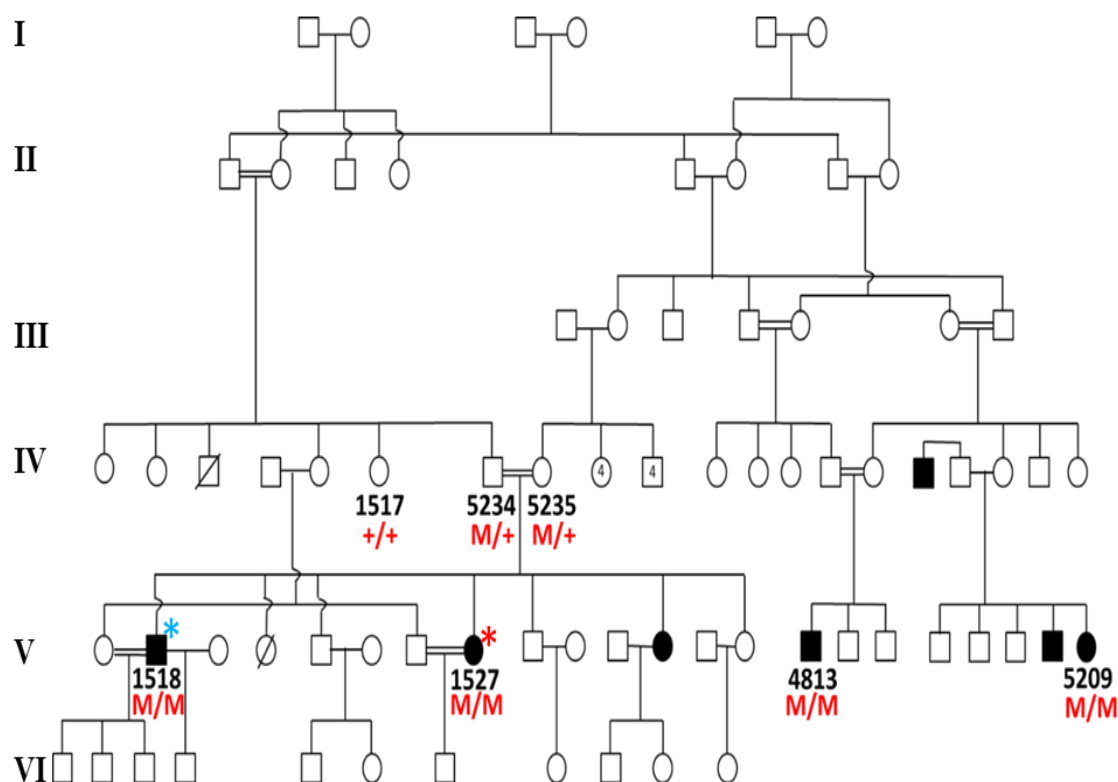 I
II
III
IV
4 4
1517 5234 5235
+/+ M/+ M/+
V
* *
1518 1527 4813 5209
M/M M/M M/M M/M
VI